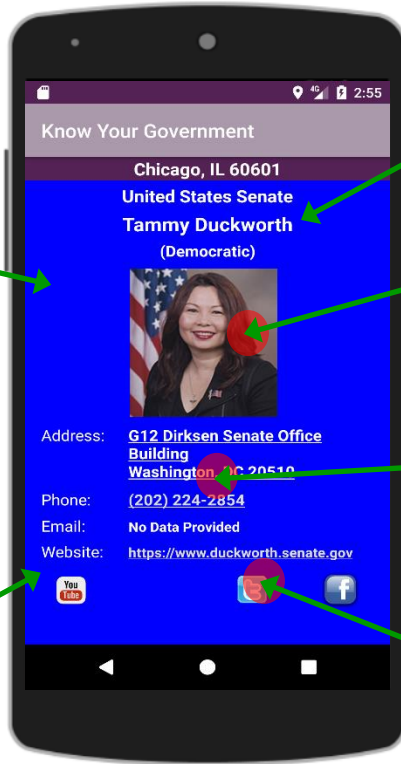 4G 2:55
Know Your Government
Chicago, IL 60601
United States Senate
Tammy Duckworth
(Democratic)
Address: G12 Dirksen Senate Office
Building
Washington, DC 20510
Phone: (202) 224-2854
Email: No Data Provided
Website: https://www.duckworth.senate.gov
You
Tube
t f